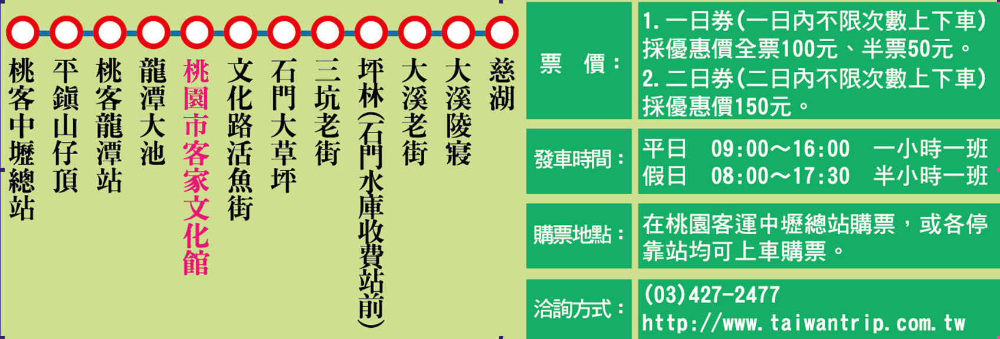 桃客中壢總站
平鎮山仔頂
桃客龍潭站
龍潭大池
桃園市客家文化館
文化路活魚街
石門大草坪
三坑老街
坪林(石門水庫收費站前)
大溪老街
大溪陵寢
慈湖
票　價：
1.一日券(一日內不限次數上下車)
採優惠價全票100元、半票50元。
2.二日券(二日內不限次數上下車)
採優惠價150元。
發車時間：
平日　09:00～16:00　一小時一班
假日　08:00～17:30　半小時一班
購票地點：
在桃園客運中壢總站購票，或各停
靠站均可上車購票。
洽詢方式：
(03)427-2477
http://www.taiwantrip.com.tw